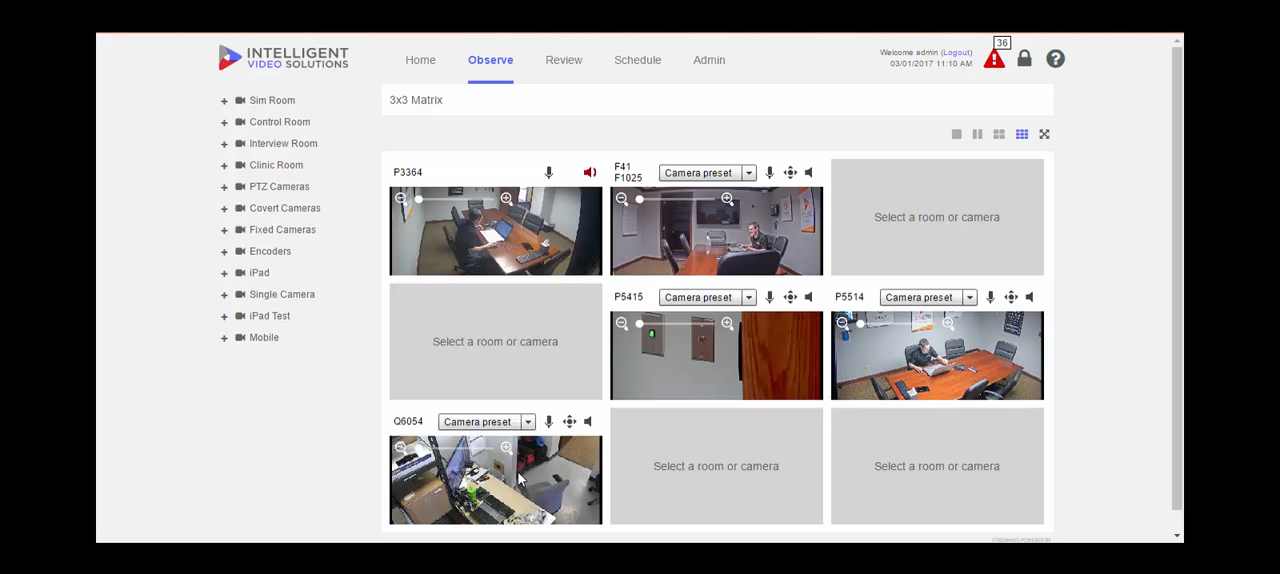 INTELLIGENT
VIDEO SOLUTIONS
Home
Observe
Review
Schedule
Admin
Welcome admin (Logout)
03/01/2017 11:10 AM
36
?
Sim Room
Control Room
Interview Room
Clinic Room
PTZ Cameras
Covert Cameras
Fixed Cameras
Encoders
iPad
Single Camera
iPad Test
Mobile
3x3 Matrix
P3364
F41
F1025
Camera preset
Select a room or camera
Select a room or camera
P5415
Camera preset
P5514
Camera preset
Q6054
Camera preset
Select a room or camera
Select a room or camera
STREAMING POWERED BY